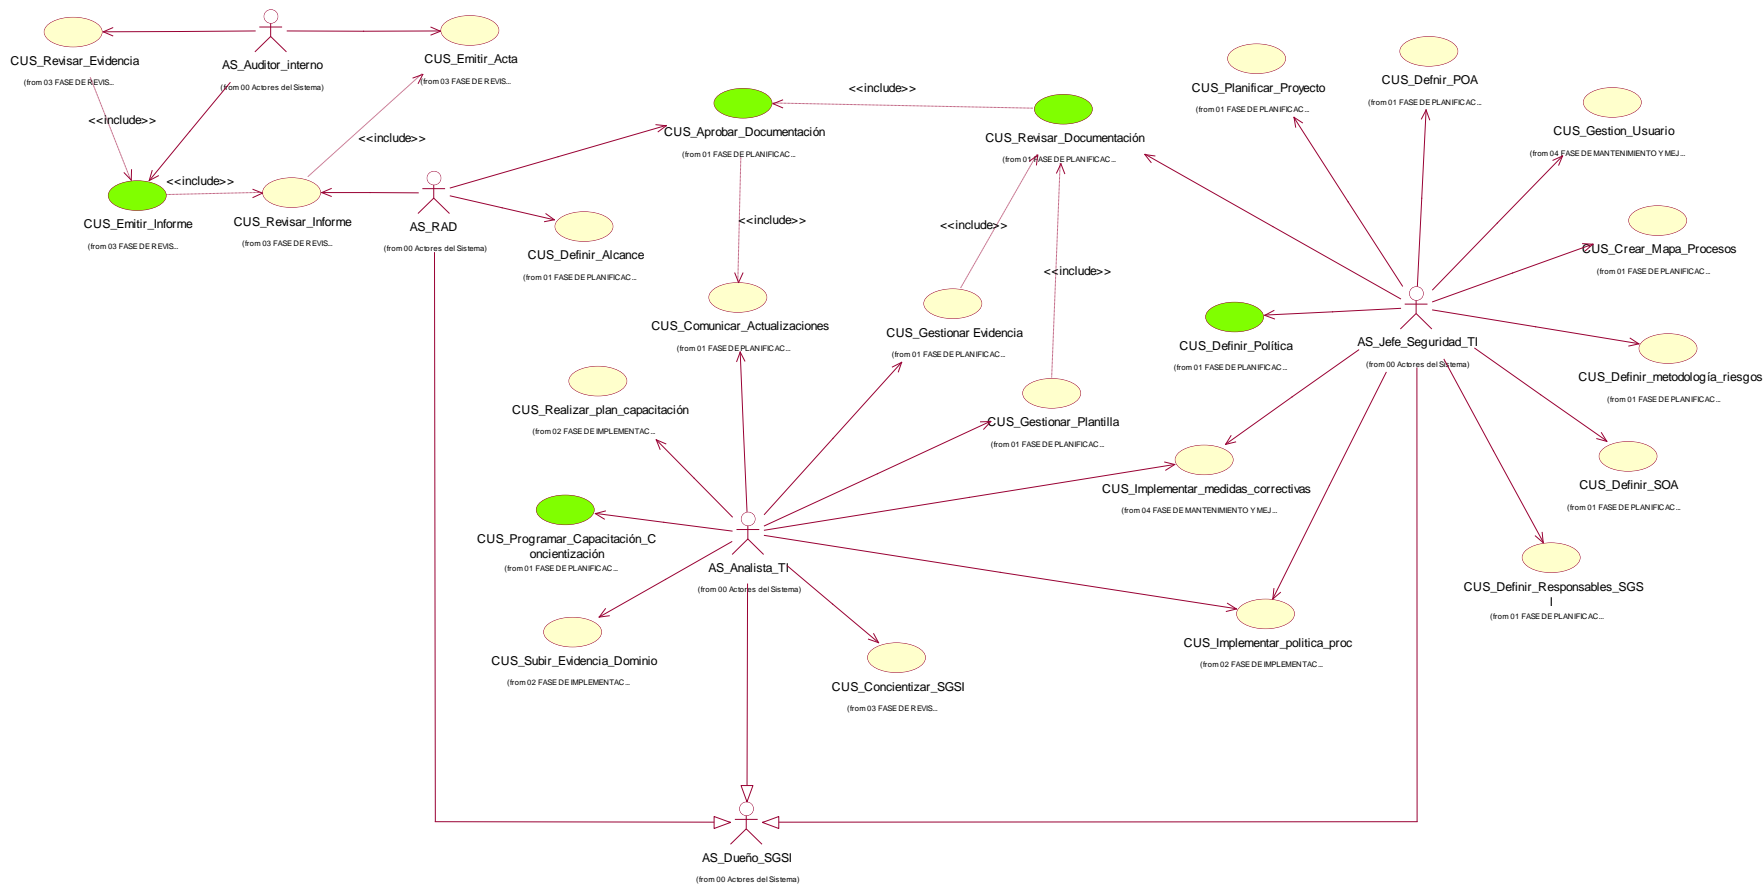 CUS_Revisar_Evidencia
(from 03 FASE DE REVIS...
AS_Auditor_interno
(from 00 Actores del Sistema)
CUS_Emitir_Acta
(from 03 FASE DE REVIS...
<<include>>
<<include>>
<<include>>
CUS_Emitir_Informe
(from 03 FASE DE REVIS...
CUS_Revisar_Informe
(from 03 FASE DE REVIS...
AS_RAD
(from 00 Actores del Sistema)
CUS_Definir_Alcance
(from 01 FASE DE PLANIFICAC...
CUS_Aprobar_Documentación
(from 01 FASE DE PLANIFICAC...
<<include>>
CUS_Revisar_Documentación
(from 01 FASE DE PLANIFICAC...
<<include>>
<<include>>
<<include>>
CUS_Comunicar_Actualizaciones
(from 01 FASE DE PLANIFICAC...
CUS_Gestionar Evidencia
(from 01 FASE DE PLANIFICAC...
CUS_Gestionar_Plantilla
(from 01 FASE DE PLANIFICAC...
CUS_Planificar_Proyecto
(from 01 FASE DE PLANIFICAC...
CUS_Defnir_POA
(from 01 FASE DE PLANIFICAC...
CUS_Gestion_Usuario
(from 04 FASE DE MANTENIMIENTO Y MEJ...
CUS_Crear_Mapa_Procesos
(from 01 FASE DE PLANIFICAC...
CUS_Definir_Política
(from 01 FASE DE PLANIFICAC...
AS_Jefe_Seguridad_TI
(from 00 Actores del Sistema)
CUS_Definir_metodología_riesgos
(from 01 FASE DE PLANIFICAC...
CUS_Realizar_plan_capacitación
(from 02 FASE DE IMPLEMENTAC...
CUS_Implementar_medidas_correctivas
(from 04 FASE DE MANTENIMIENTO Y MEJ...
CUS_Definir_SOA
(from 01 FASE DE PLANIFICAC...
CUS_Programar_Capacitación_C
oncientización
(from 01 FASE DE PLANIFICAC...
AS_Analista_TI
(from 00 Actores del Sistema)
CUS_Definir_Responsables_SGS
I
(from 01 FASE DE PLANIFICAC...
CUS_Subir_Evidencia_Dominio
(from 02 FASE DE IMPLEMENTAC...
CUS_Concientizar_SGSI
(from 03 FASE DE REVIS...
CUS_Implementar_politica_proc
(from 02 FASE DE IMPLEMENTAC...
AS_Dueño_SGSI
(from 00 Actores del Sistema)